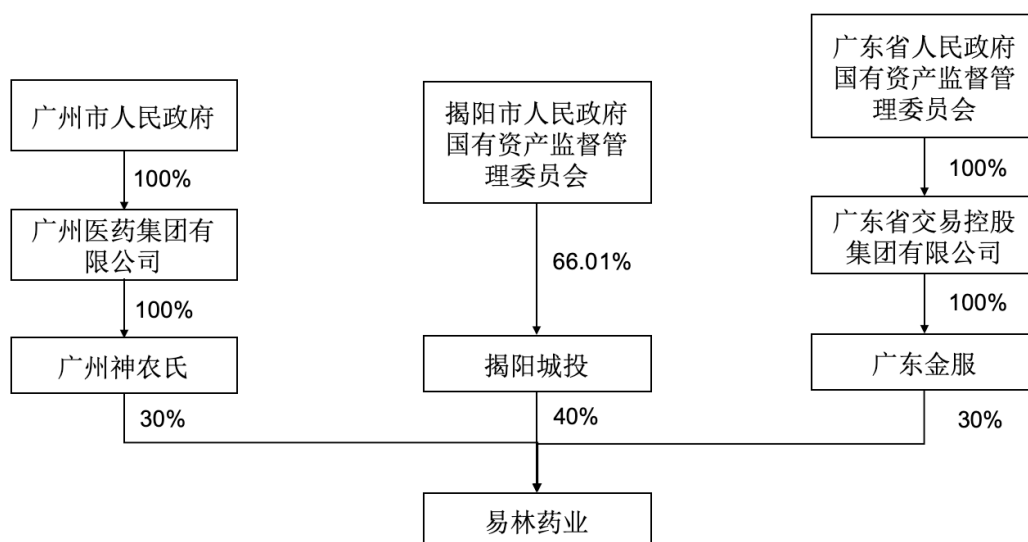 广州市人民政府
揭阳市人民政府
国有资产监督管
理委员会
广东省人民政府
国有资产监督管
理委员会
100%
66.01%
100%
广州医药集团有
限公司
广东省交易控股
集团有限公司
100%
100%
广州神农氏
揭阳城投
广东金服
30%
40%
30%
易林药业